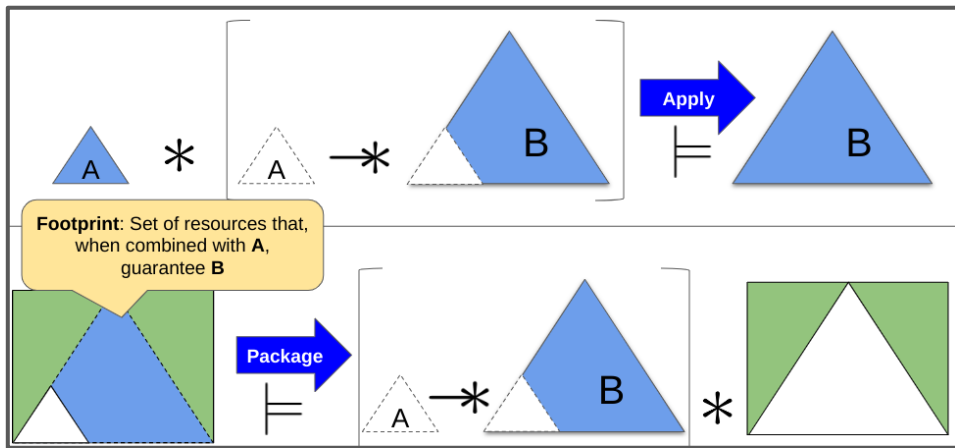 A * A —* B Apply ⊨ B
Footprint: Set of resources that,
when combined with A,
guarantee B
Package ⊨ A —* B *